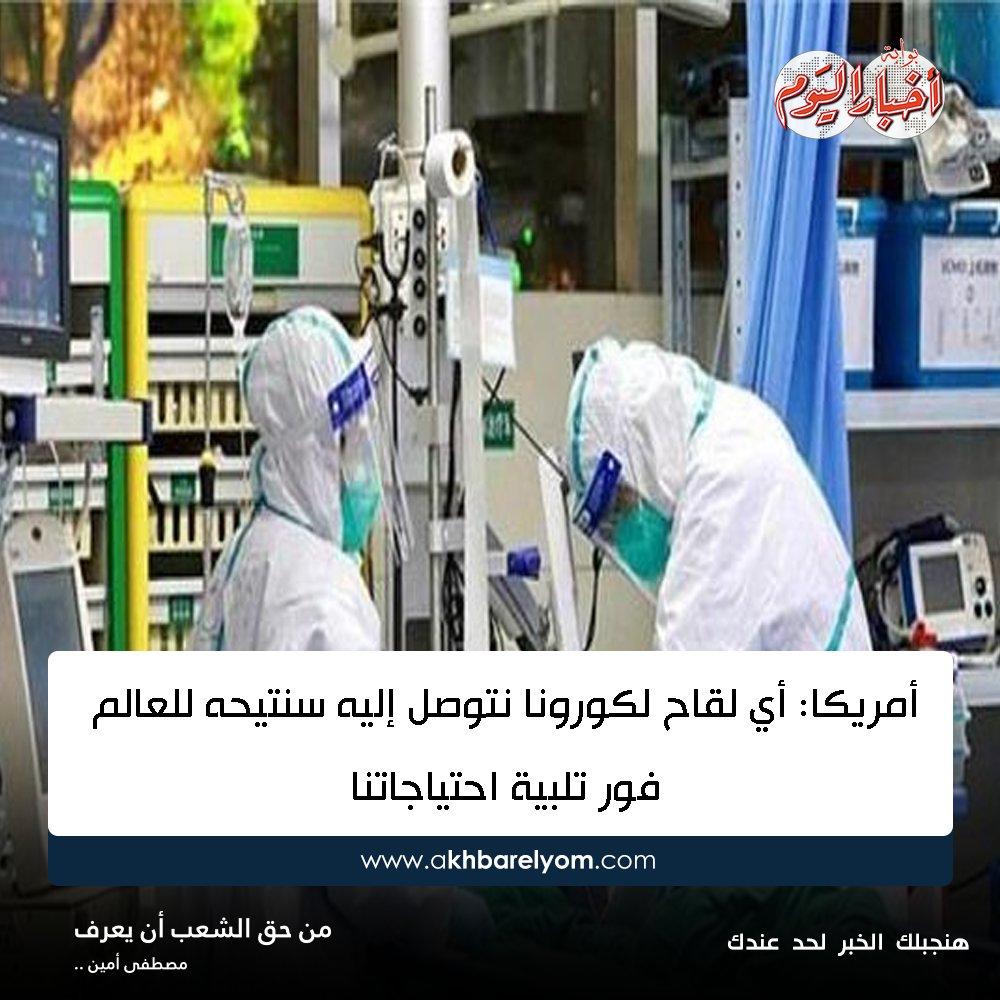 بوابة
أخبار اليوم
أمريكا: أي لقاح لكورونا نتوصل إليه سنتيحه للعالم
فور تلبية احتياجاتنا
www.akhbarelyom.com
من حق الشعب أن يعرف
مصطفى أمين ..
هنجبلك الخبر لحد عندك